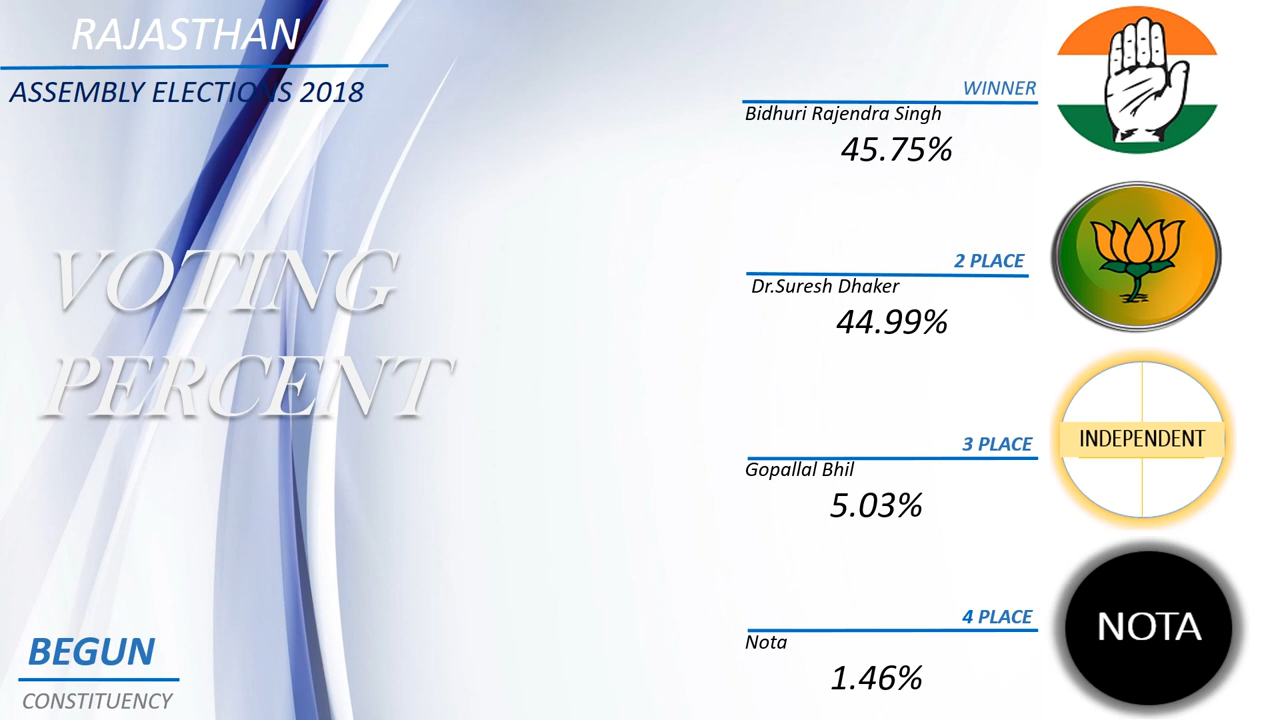 RAJASTHAN
ASSEMBLY ELECTIONS 2018
VOTING
PERCENT
BEGUN
CONSTITUENCY
WINNER
Bidhuri Rajendra Singh
45.75%
2 PLACE
Dr.Suresh Dhaker
44.99%
3 PLACE
Gopallal Bhil
5.03%
INDEPENDENT
4 PLACE
Nota
1.46%
NOTA